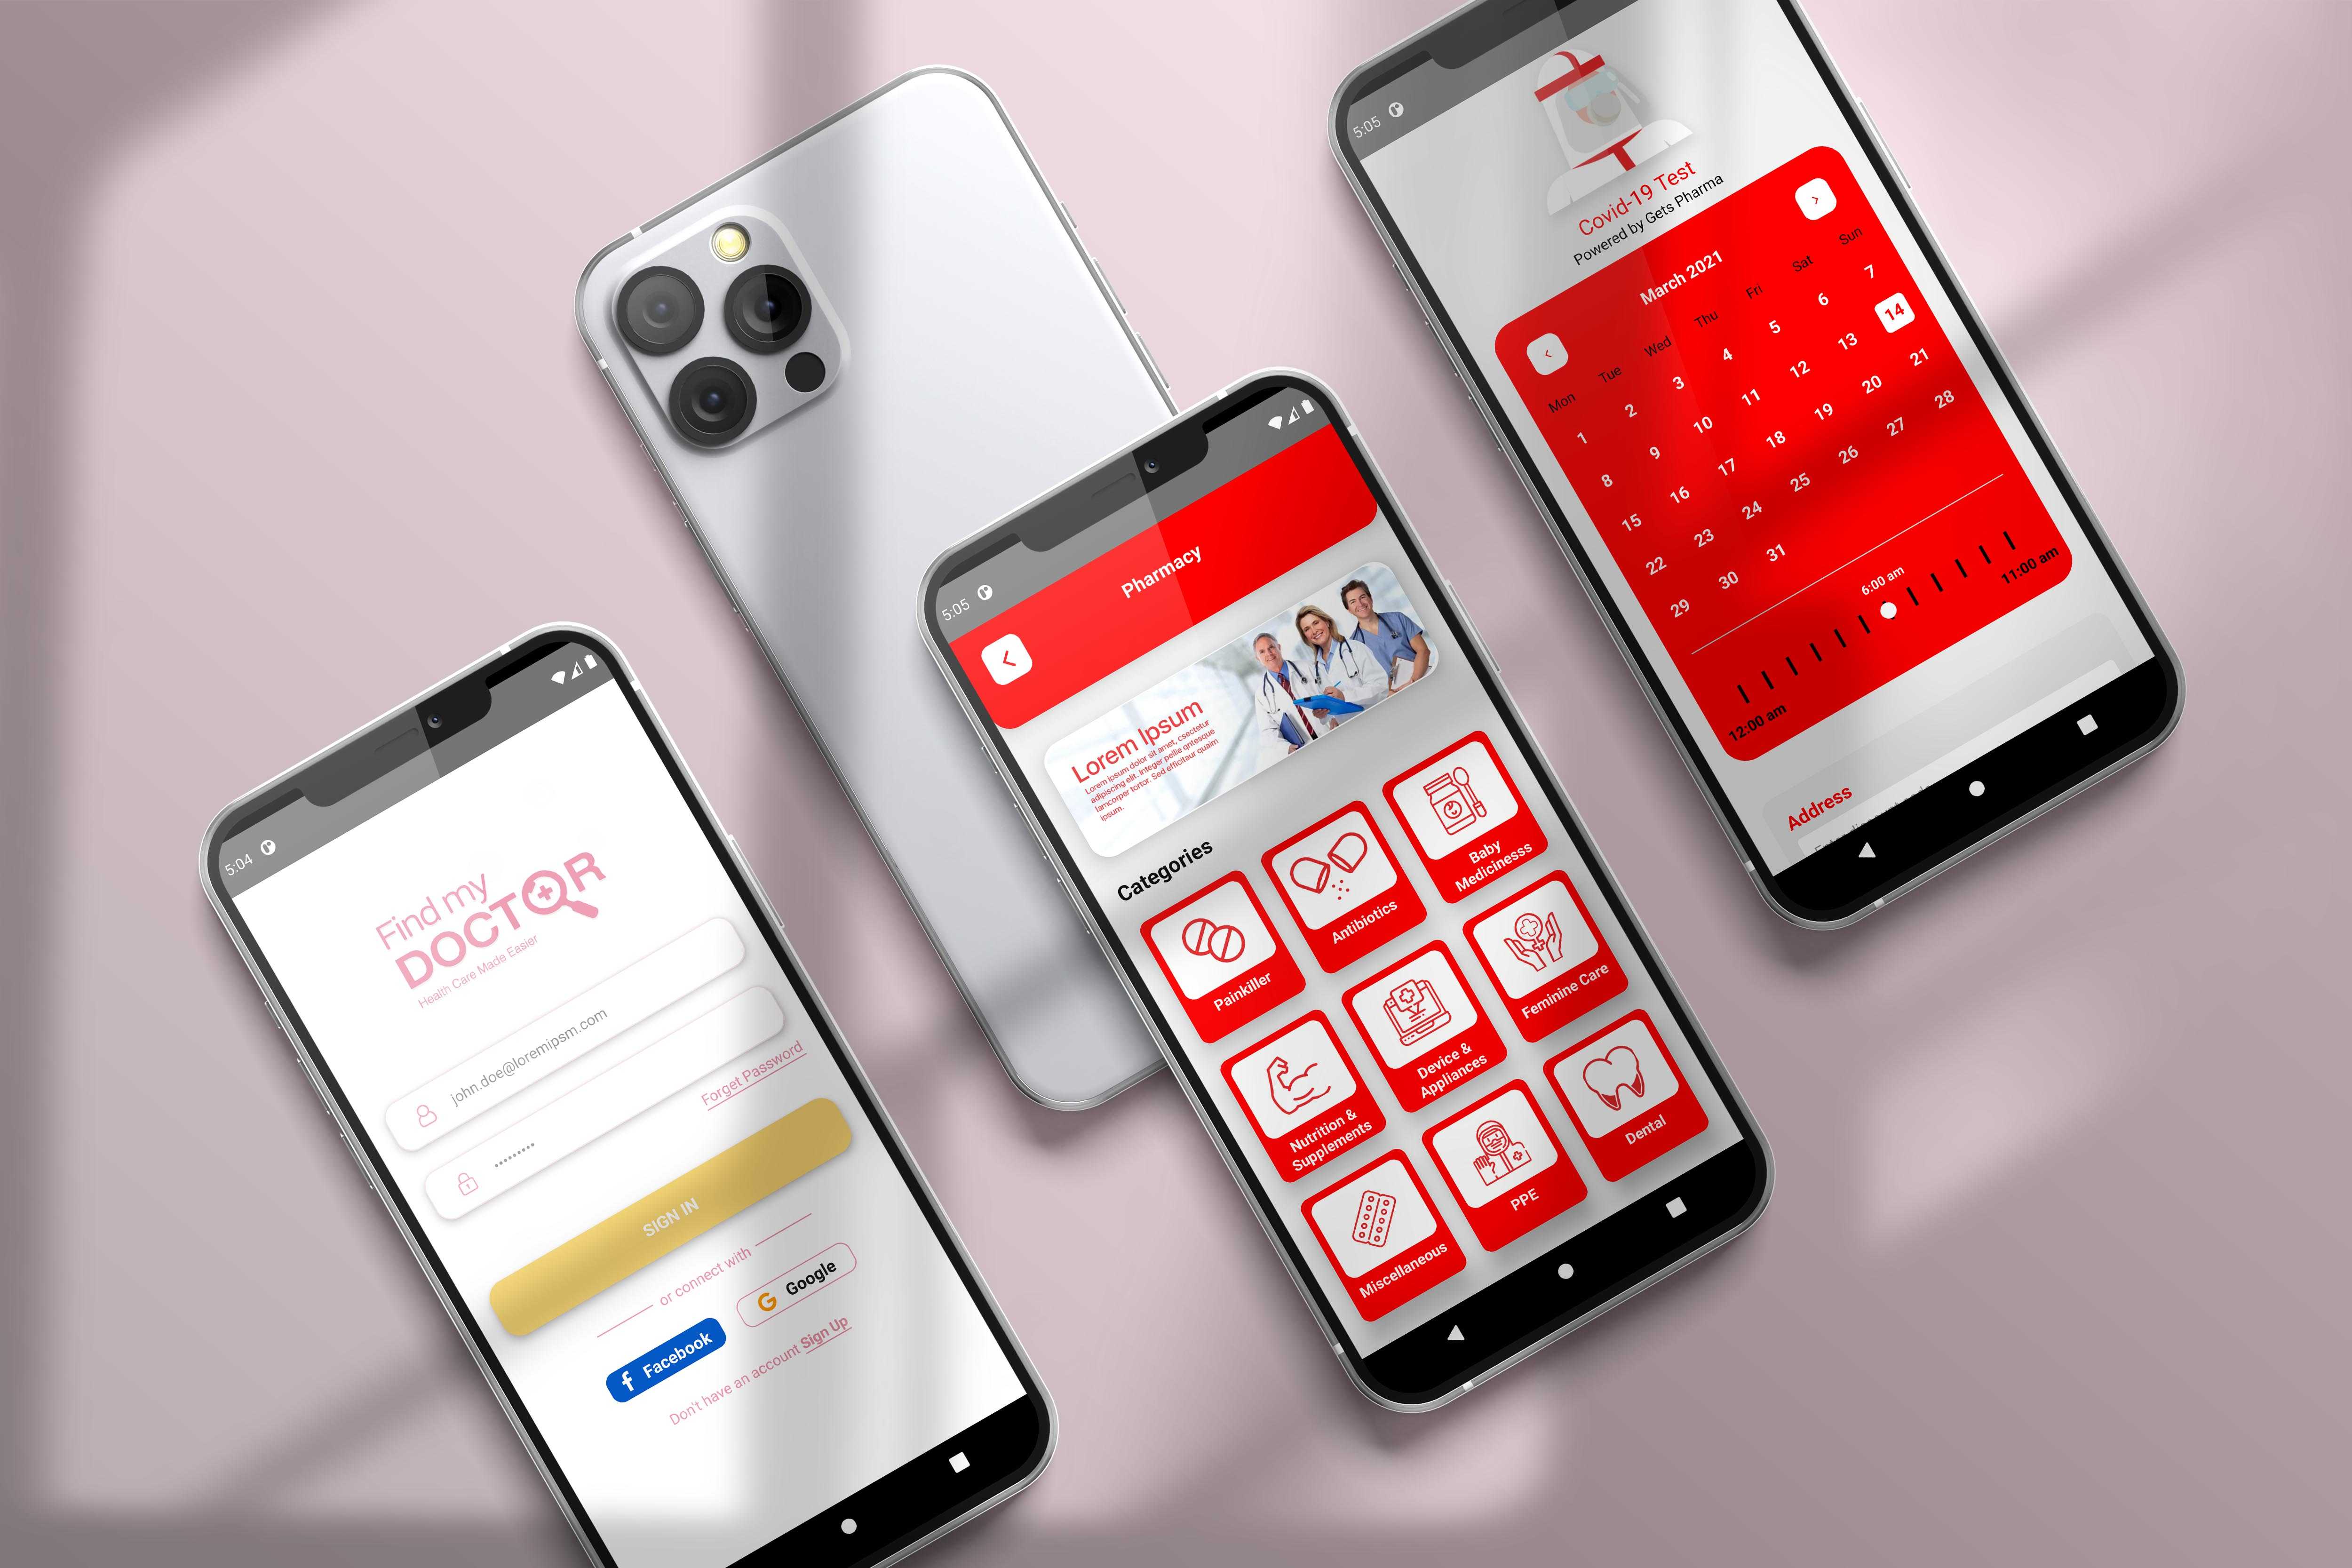 5:04
Find my
DOCTOR
Health Care Made Easier
john.doe@loremipsm.com
Forget Password
SIGN IN
or connect with
Facebook
Google
Don't have an account Sign Up
5:05
Pharmacy
Lorem Ipsum
Lorem ipsum dolor sit amet, csectetur
adipiscing elit. Integer pellie qntesque
lamcorper tortor. Sed efficitaur quaim
ipsum.
Categories
Painkiller
Antibiotics
Baby
Medicinesss
Nutrition &
Supplements
Device &
Appliances
Feminine Care
Miscellaneous
PPE
Dental
5:05
Covid-19 Test
Powered by Gets Pharma
March 2021
Mon Tue Wed Thu Fri Sat Sun
1 2 3 4 5 6 7
8 9 10 11 12 13 14
15 16 17 18 19 20 21
22 23 24 25 26 27 28
29 30 31
6:00 am
12:00 am 11:00 am
Address